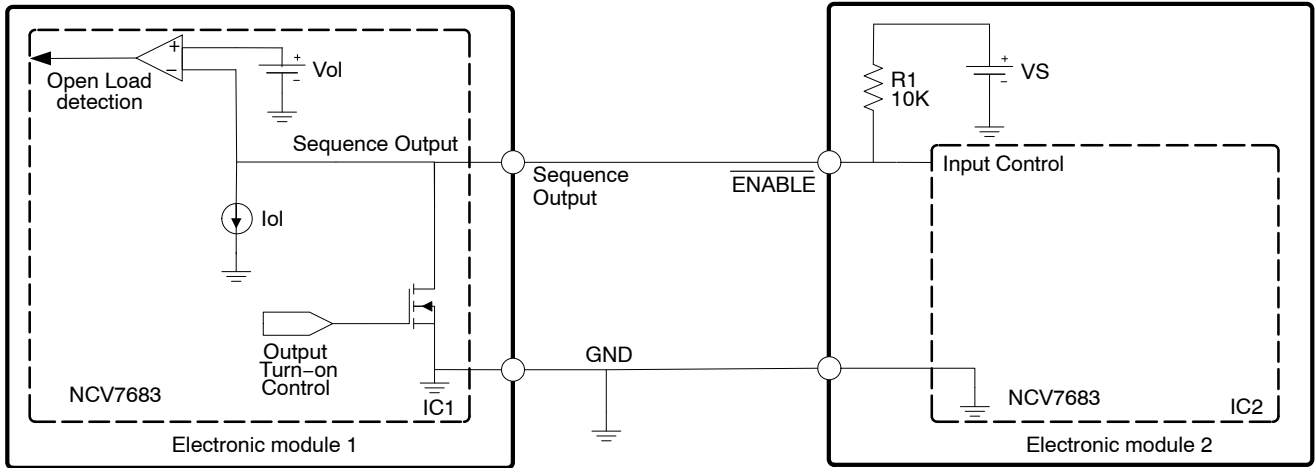 +
−
+
−
Vol
Open Load
detection
Sequence Output
Iol
Output
Turn−on
Control
NCV7683
IC1
Electronic module 1
Sequence
Output
ENABLE
GND
R1
10K
+
−
VS
Input Control
NCV7683
IC2
Electronic module 2